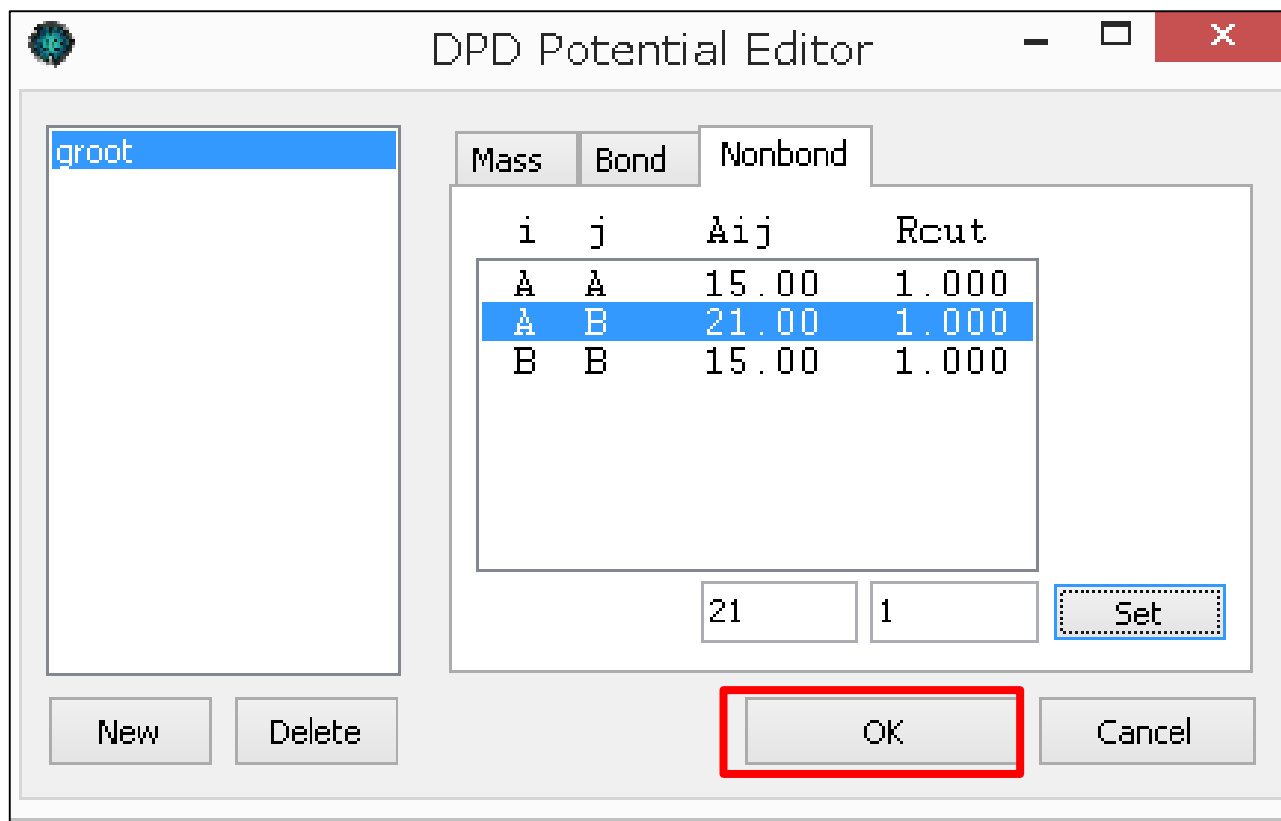 DPD Potential Editor
groot
Mass Bond Nonbond
i j Aij Rcut
A A 15.00 1.000
A B 21.00 1.000
B B 15.00 1.000
21 1 Set
New Delete OK Cancel